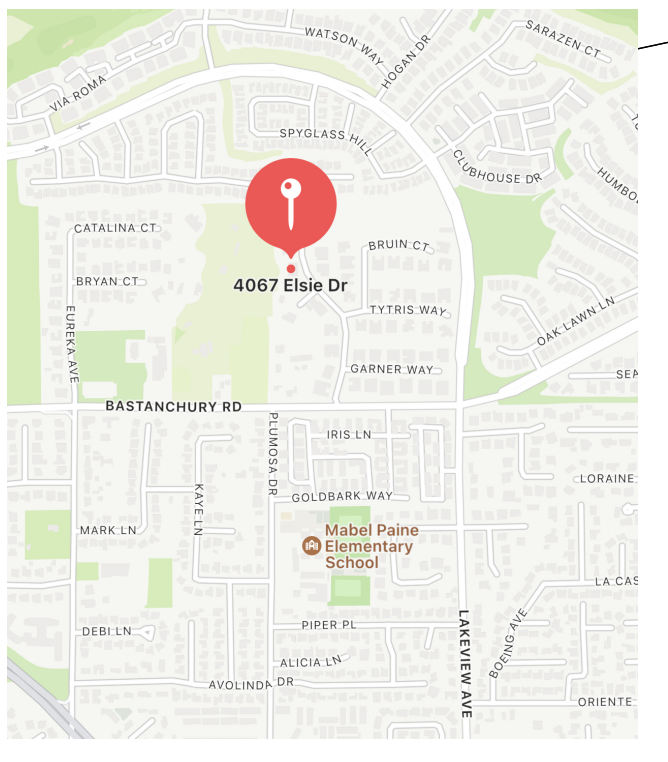 WATSON WAY
SARAZEN CT
HOGAN DR
VIA ROMA
SPYGLASS HILL
CLUBHOUSE DR
CATALINA CT
BRUIN CT
BRYAN CT
4067 Elsie Dr
TYTRIS WAY
OAK LAWN LN
EUREKA AVE
GARNER WAY
BASTANCHURY RD
PLUMOSA DR
IRIS LN
LORAINE
KAYE LN
GOLDBARK WAY
MARK LN
Mabel Paine
Elementary
School
LA CAS
PIPER PL
DEBI LN
LAKEVIEW AVE
BOEING AVE
ALICIA LN
AVOLINDA DR
ORIENTE